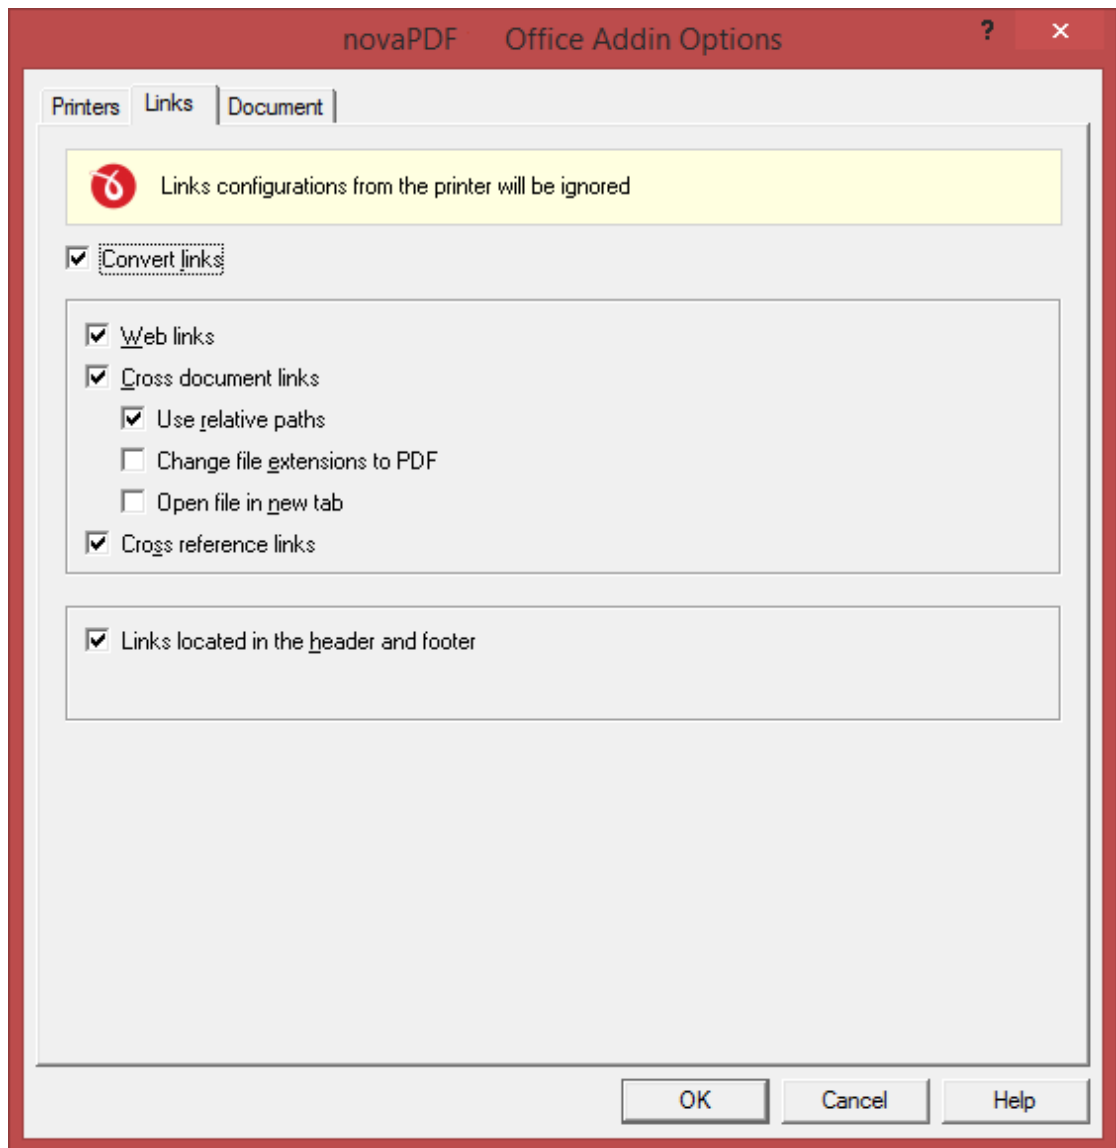 novaPDF Office Addin Options ?
Printers Links Document
Links configurations from the printer will be ignored
Convert links
Web links
Cross document links
Use relative paths
Change file extensions to PDF
Open file in new tab
Cross reference links
Links located in the header and footer
OK Cancel Help